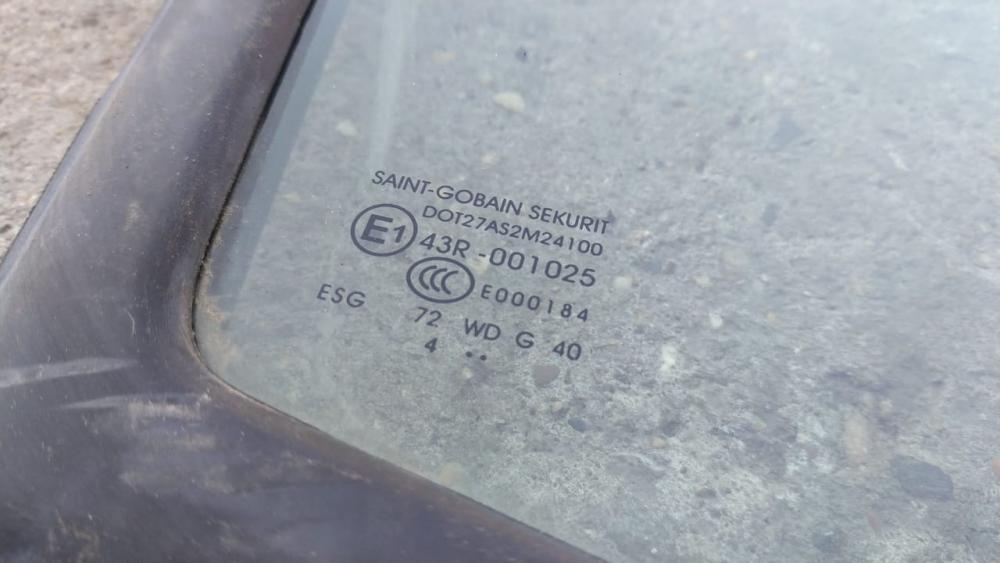 SAINT-GOBAIN SEKURIT
DOT27AS2M24100
E1 43R -001025
CCC E000184
ESG 72 WD G 40
4 ..